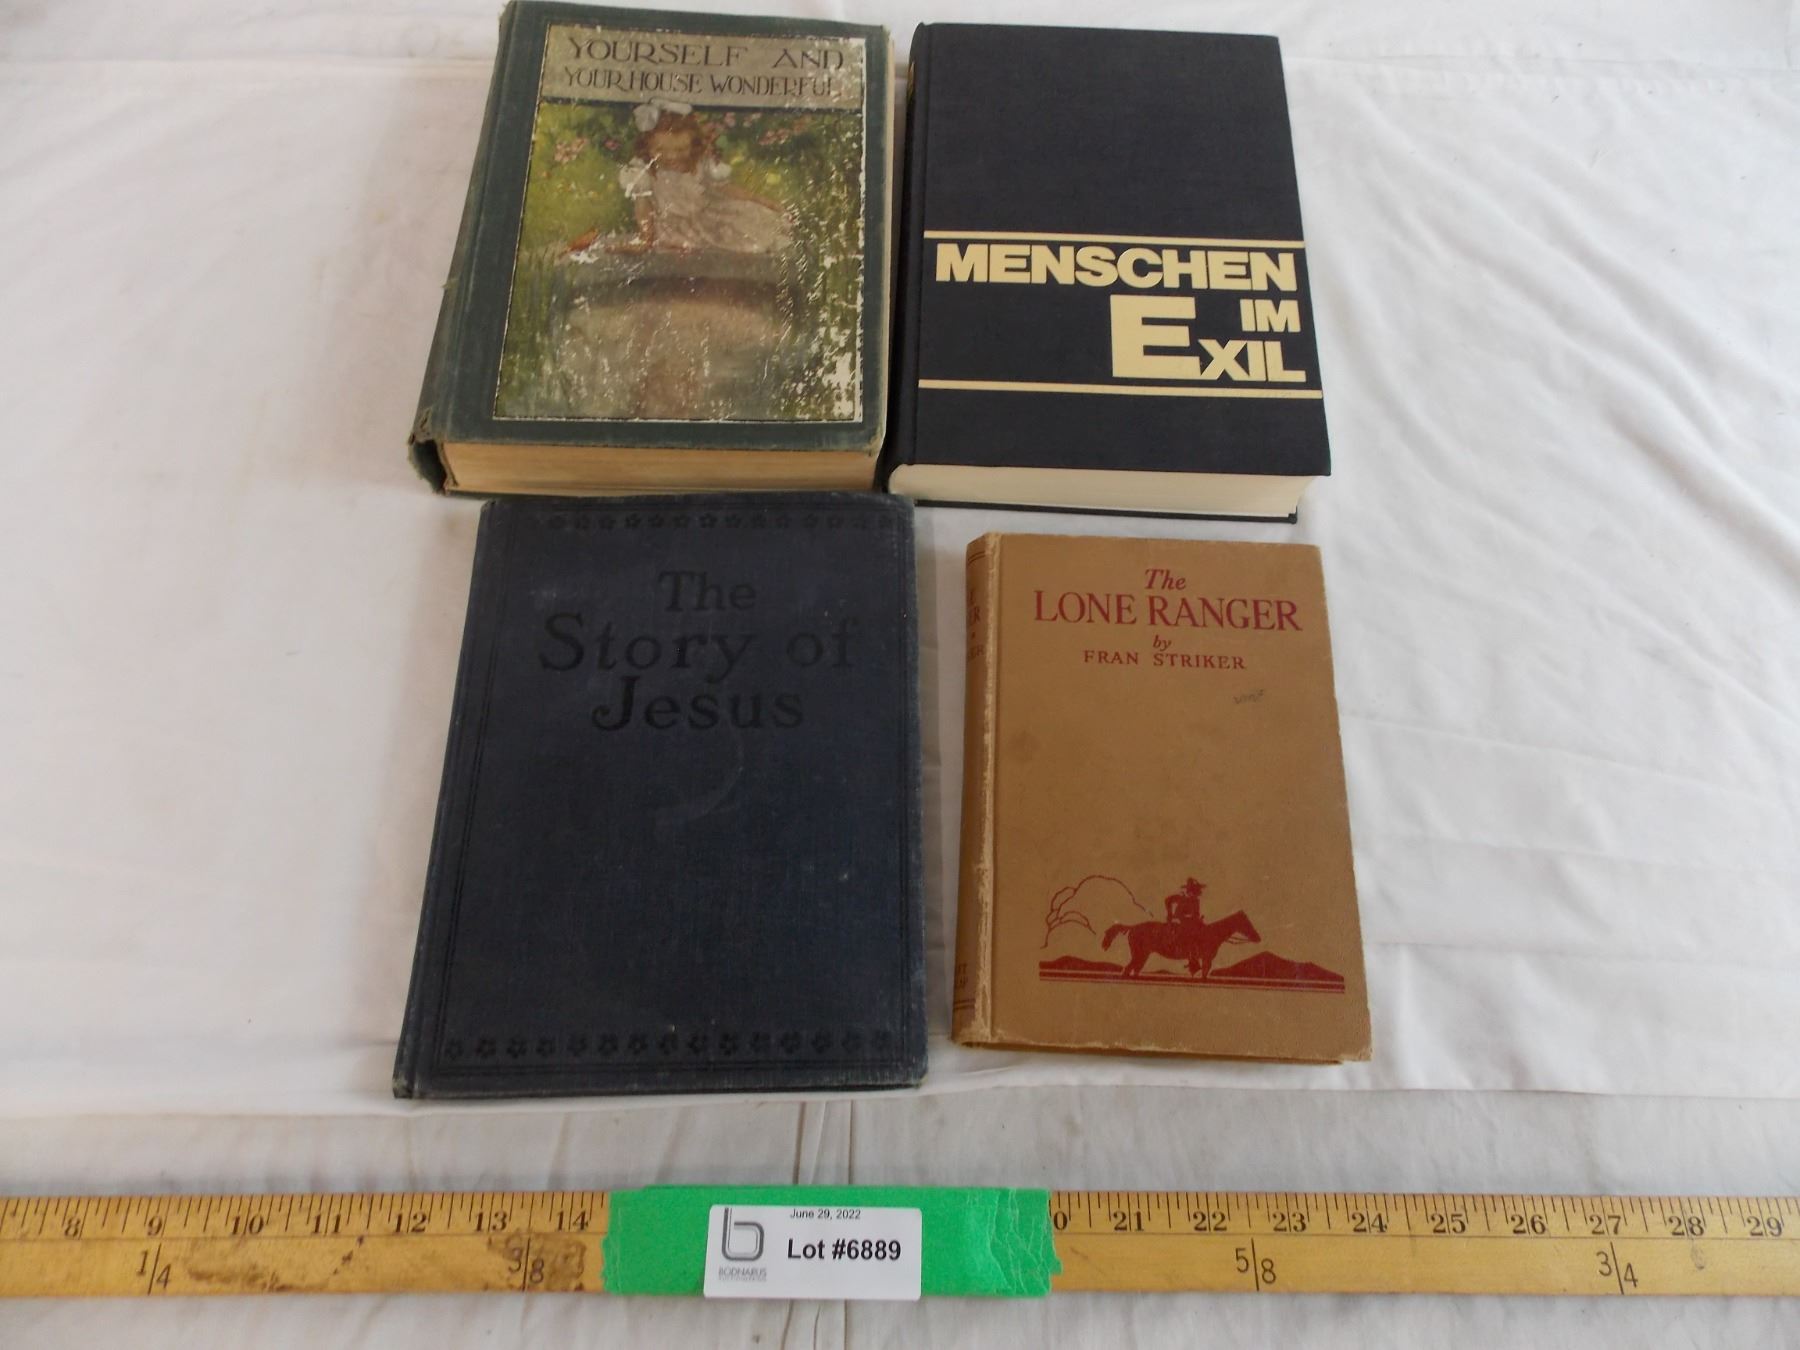 YOURSELF AND
YOUR HOUSE WONDERFUL
MENSCHEN
IM
EXIL
The
Story of
Jesus
The
LONE RANGER
by
FRAN STRIKER
8 9 10 11 12 13 14
0 21 22 23 24 25 26 27 28 29
1/4
3/8
5/8
3/4
June 29, 2022
Lot #6889
BODNARUS